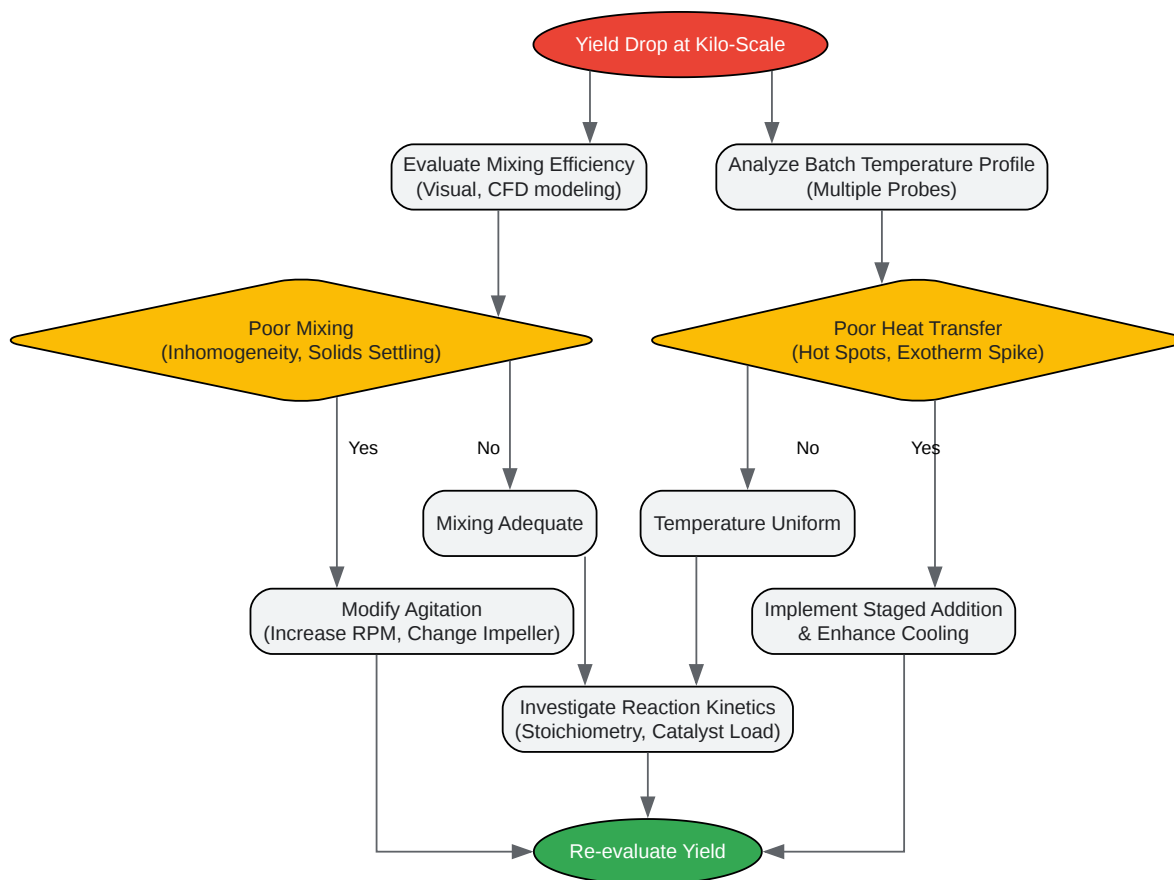 Yield Drop at Kilo-Scale
Evaluate Mixing Efficiency
(Visual, CFD modeling)
Analyze Batch Temperature Profile
(Multiple Probes)
Poor Mixing
(Inhomogeneity, Solids Settling)
Poor Heat Transfer
(Hot Spots, Exotherm Spike)
Yes
No
No
Yes
Mixing Adequate
Temperature Uniform
Modify Agitation
(Increase RPM, Change Impeller)
Implement Staged Addition
& Enhance Cooling
Investigate Reaction Kinetics
(Stoichiometry, Catalyst Load)
Re-evaluate Yield